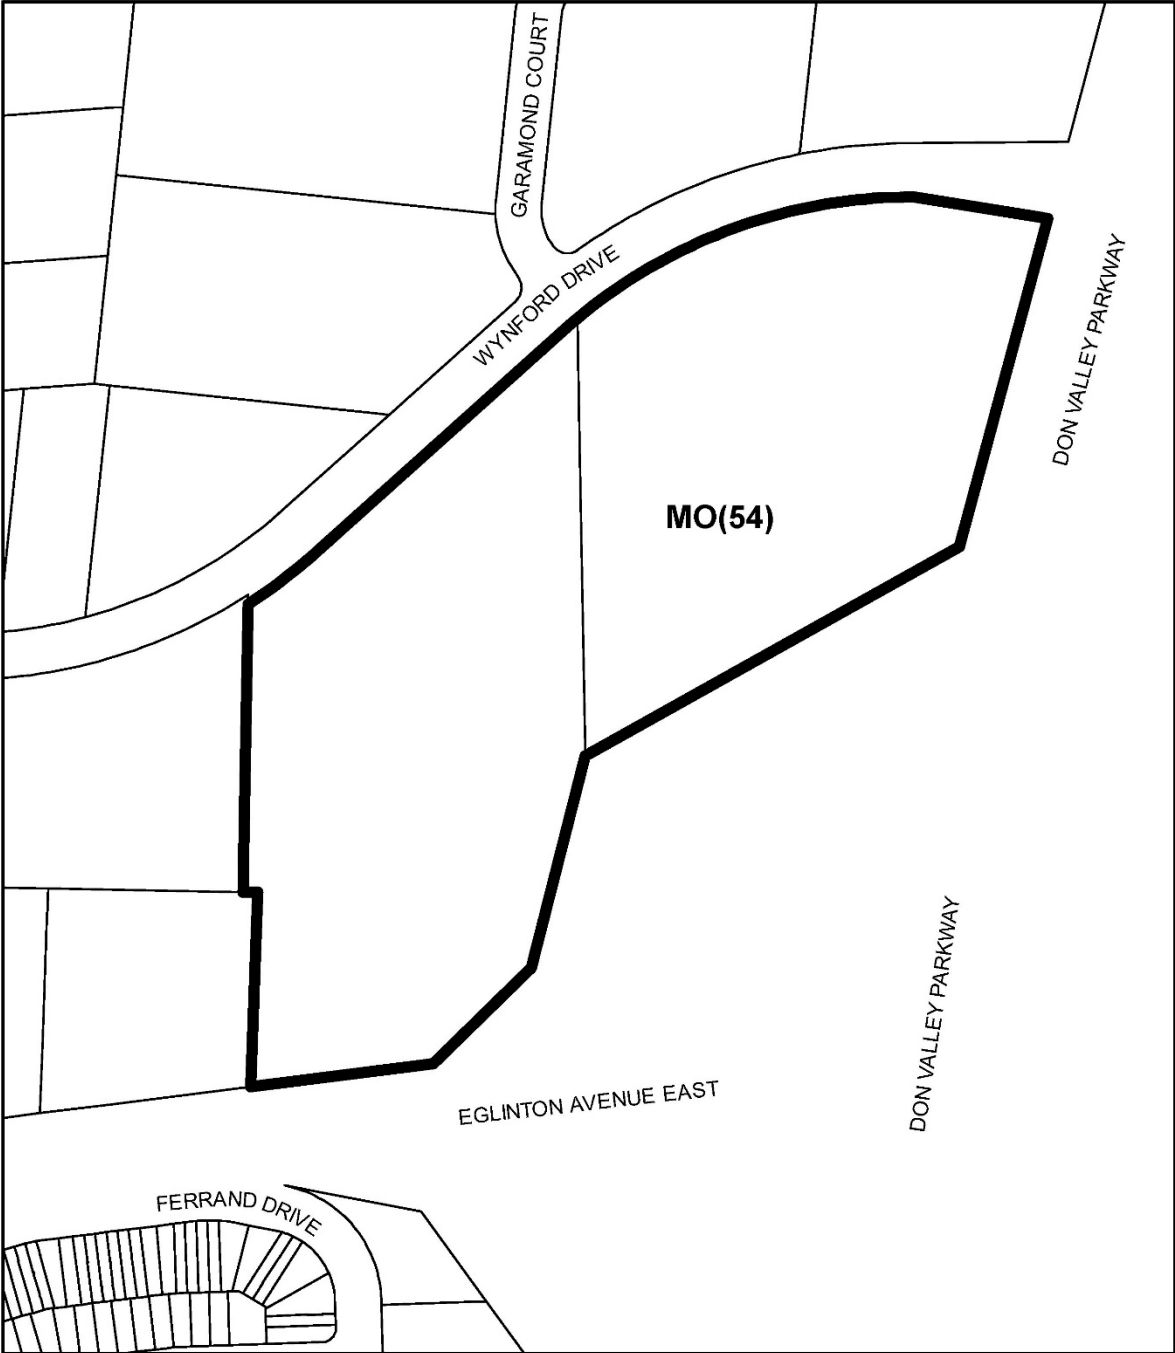 GARAMOND COURT
WYNFORD DRIVE
DON VALLEY PARKWAY
MO(54)
DON VALLEY PARKWAY
EGLINTON AVENUE EAST
FERRAND DRIVE